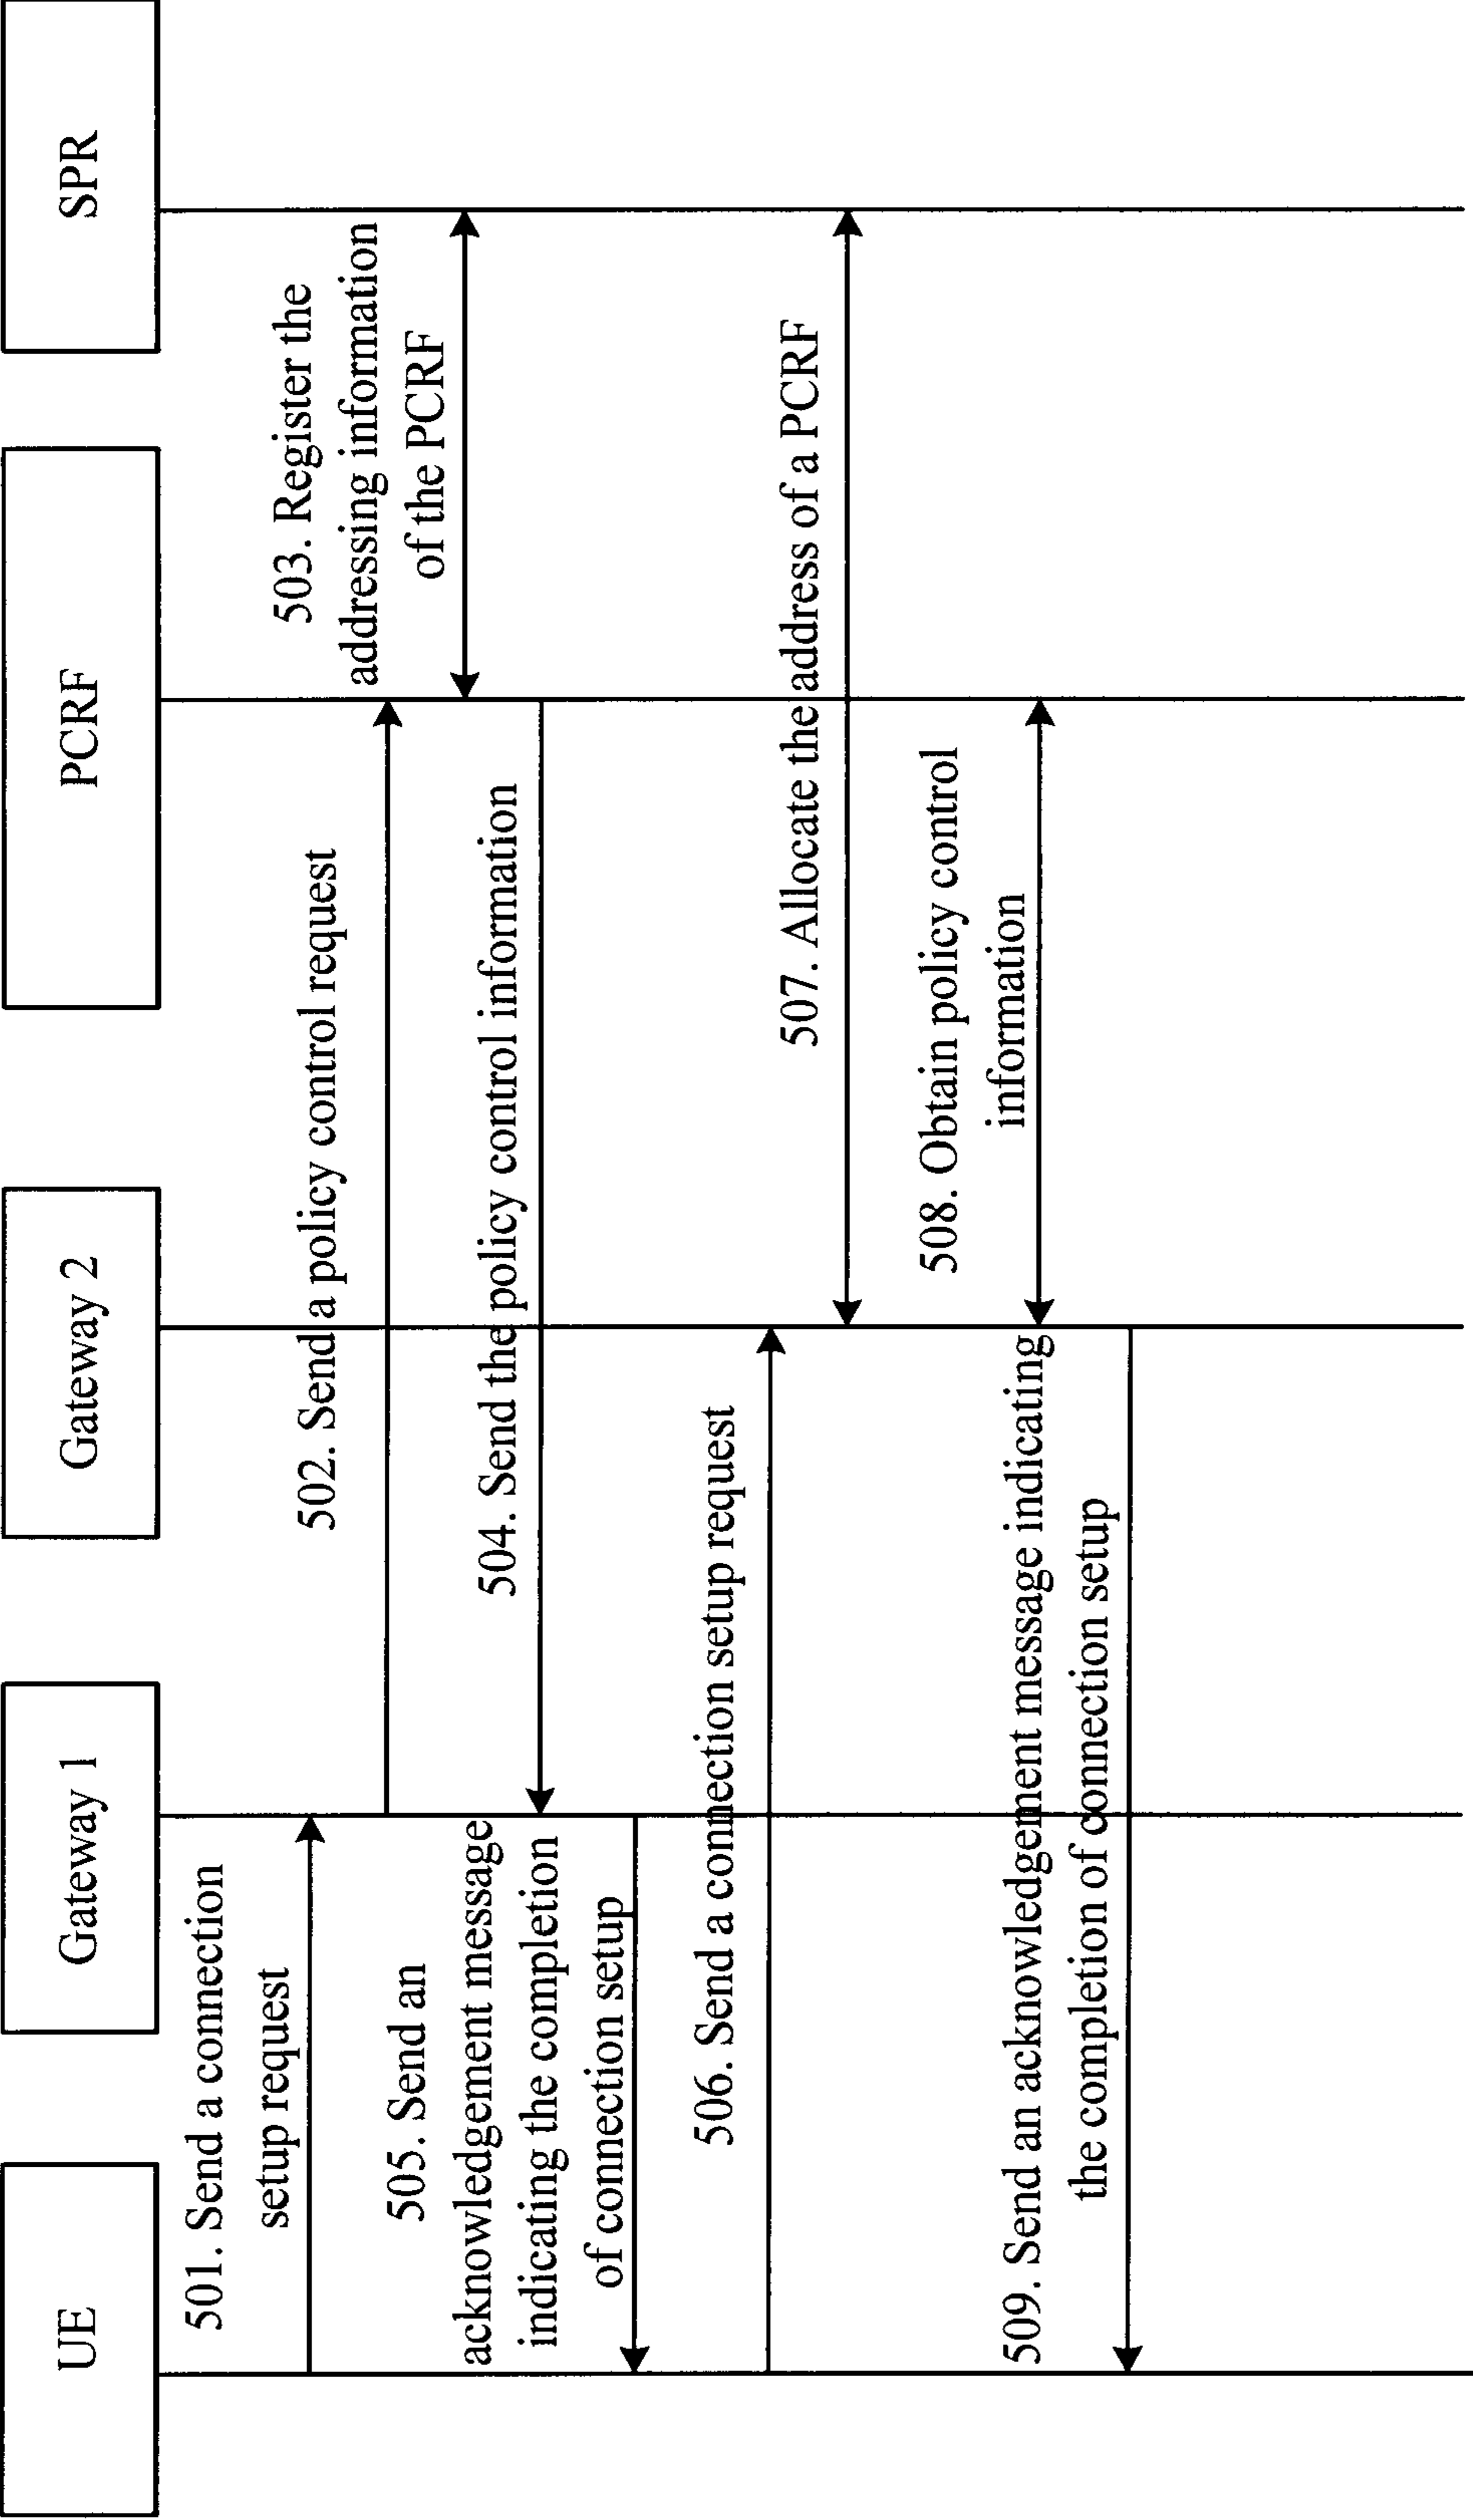 UE
Gateway 1
Gateway 2
PCRF
SPR
501. Send a connection
setup request
502. Send a policy control request
503. Register the
addressing information
of the PCRF
504. Send the policy control information
505. Send an
acknowledgement message
indicating the completion
of connection setup
506. Send a connection setup request
507. Allocate the address of a PCRF
508. Obtain policy control
information
509. Send an acknowledgement message indicating
the completion of connection setup